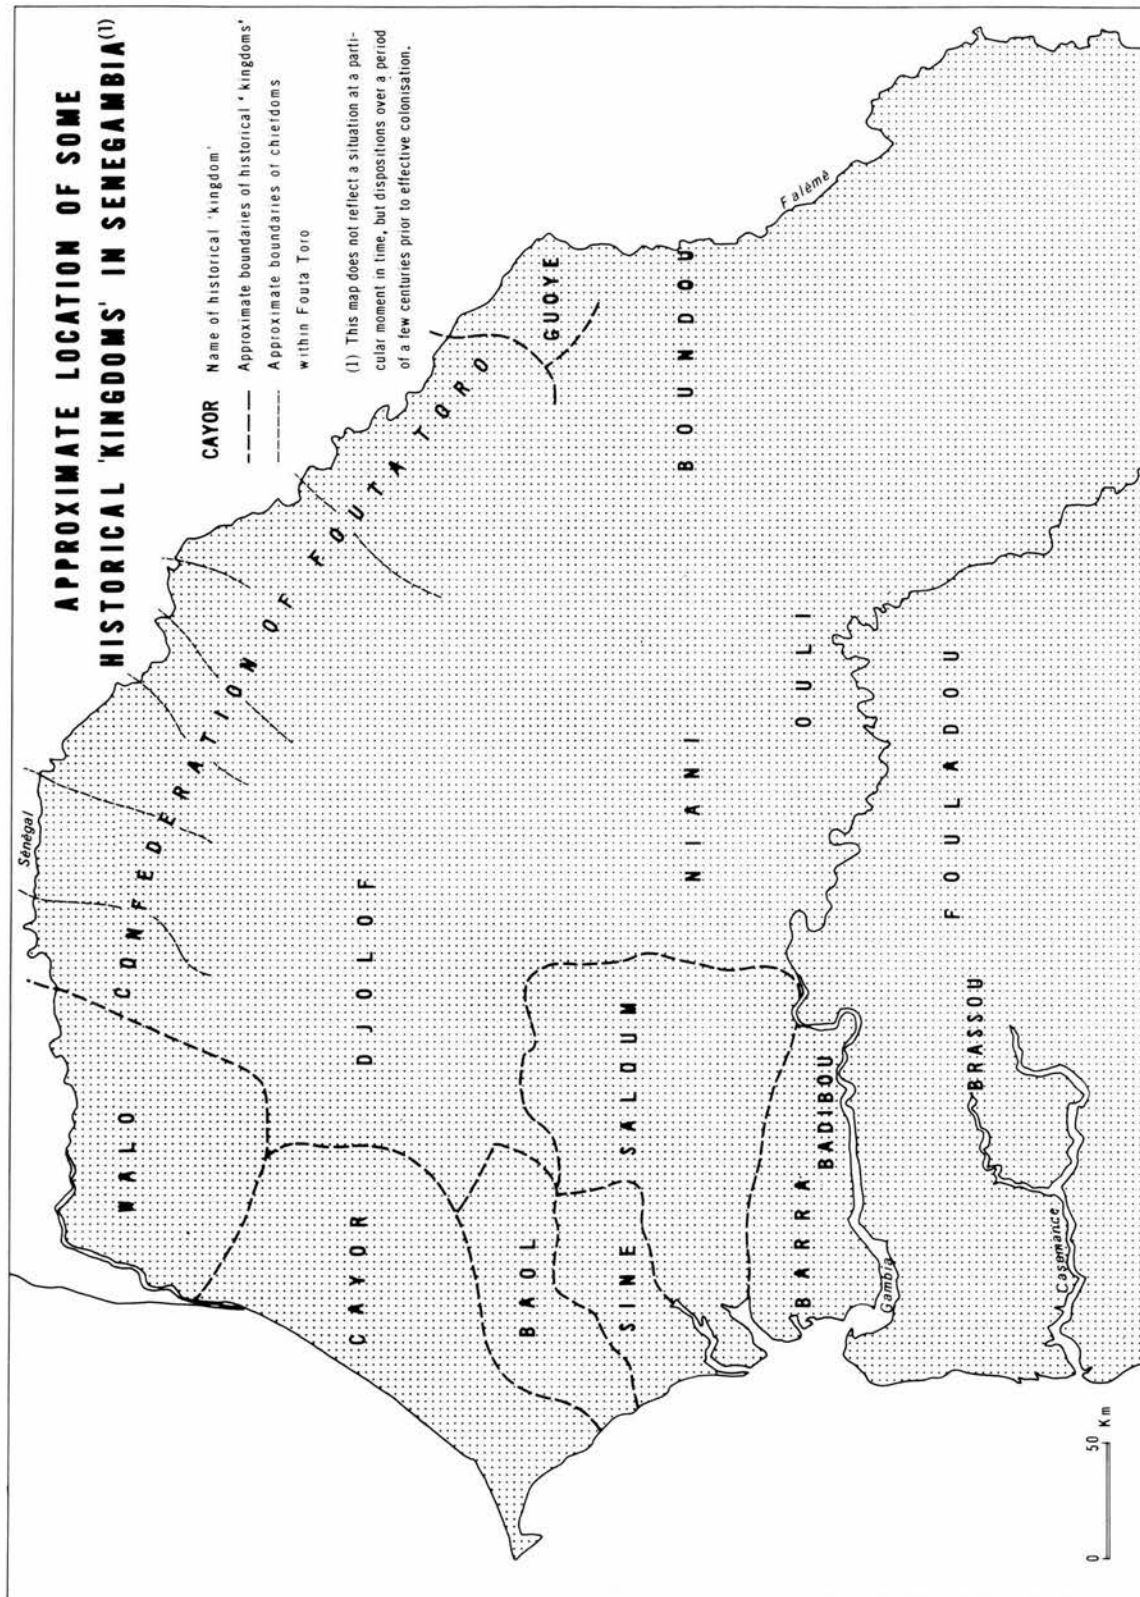 APPROXIMATE LOCATION OF SOME
HISTORICAL 'KINGDOMS' IN SENEGAMBIA(1)
CAYOR Name of historical 'kingdom'
Approximate boundaries of historical 'kingdoms'
Approximate boundaries of chiefdoms
within Fouta Toro
(1) This map does not reflect a situation at a parti-
cular moment in time, but dispositions over a period
of a few centuries prior to effective colonisation.
Sénégal
WALO
CONFEDERATION OF FOUTA TORO
CAYOR
DJOLOF
BAOL
GUOYE
Falémé
SINE
SALOUM
NIANI
BOUNDOU
BARRA
BADIBOU
OULI
Gambia
FOULADOU
BRASSOU
Casamance
0 50 Km